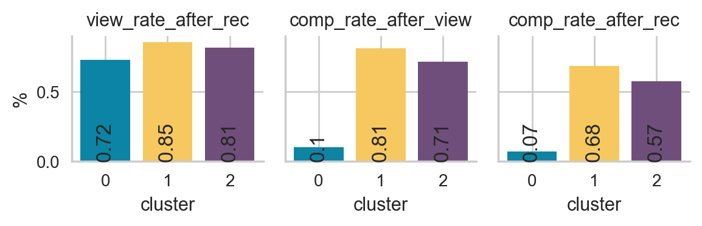 view_rate_after_rec comp_rate_after_view comp_rate_after_rec
%
0.5
0.0
0.72 0.85 0.81 0.1 0.81 0.71 0.07 0.68 0.57
0 1 2 0 1 2 0 1 2
cluster cluster cluster